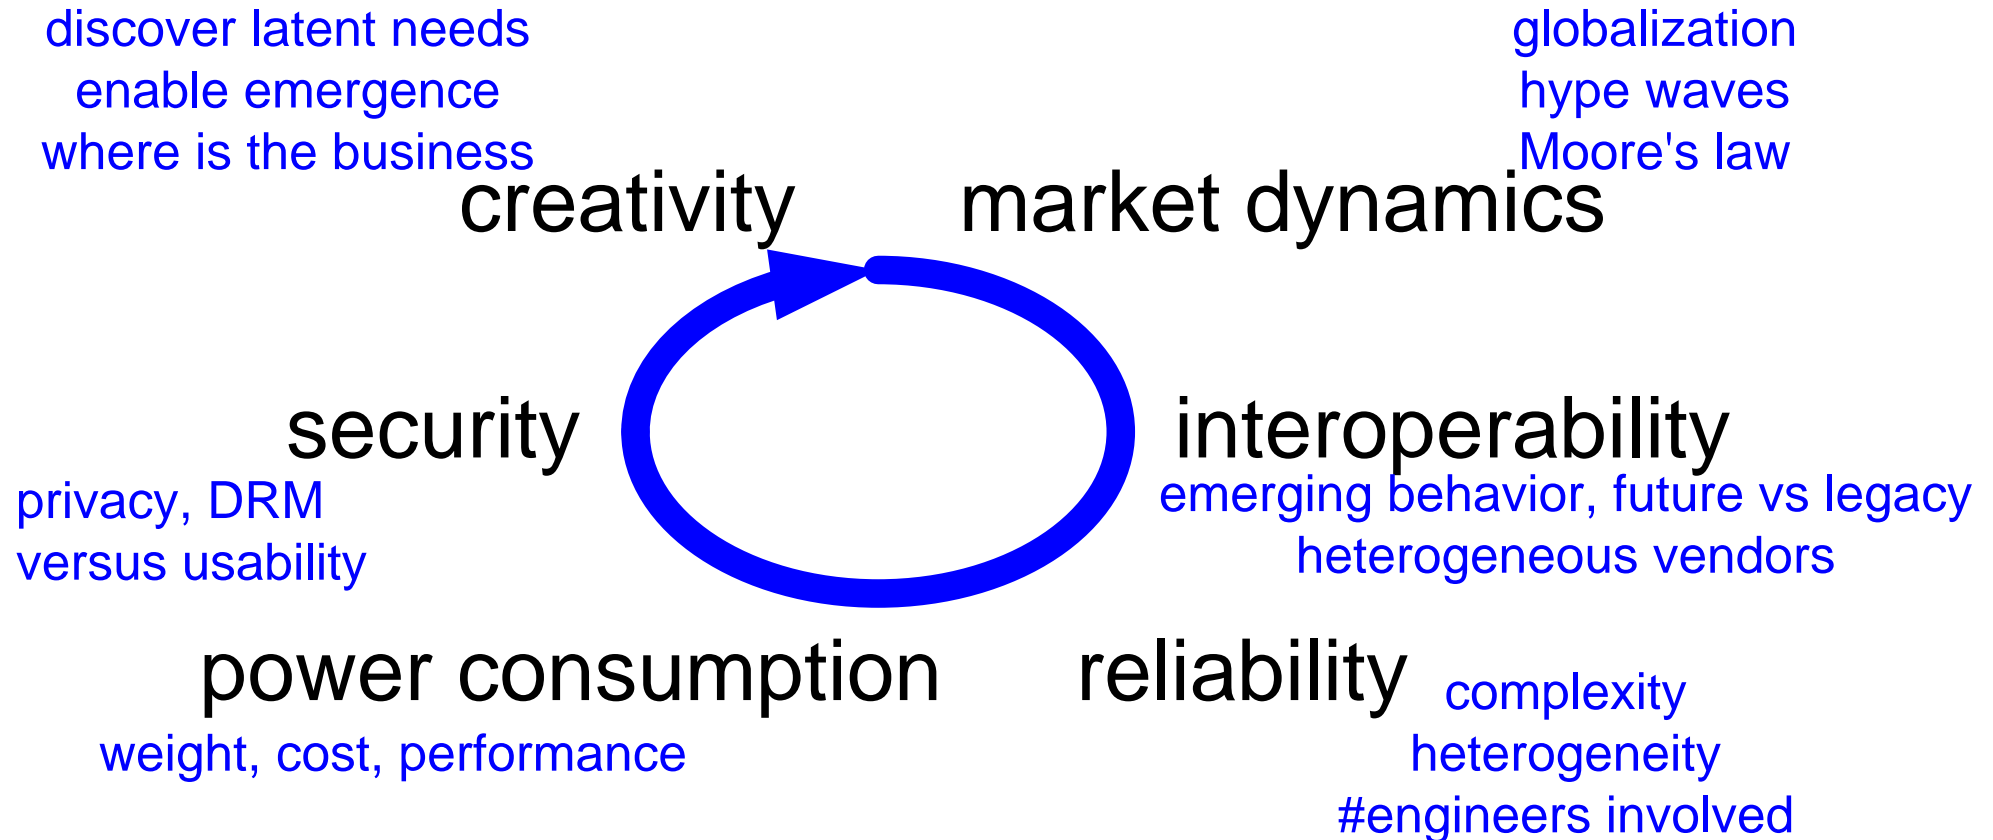 discover latent needs
enable emergence
where is the business
creativity
globalization
hype waves
Moore's law
market dynamics
security
privacy, DRM
versus usability
interoperability
emerging behavior, future vs legacy
heterogeneous vendors
power consumption
weight, cost, performance
reliability
complexity
heterogeneity
#engineers involved